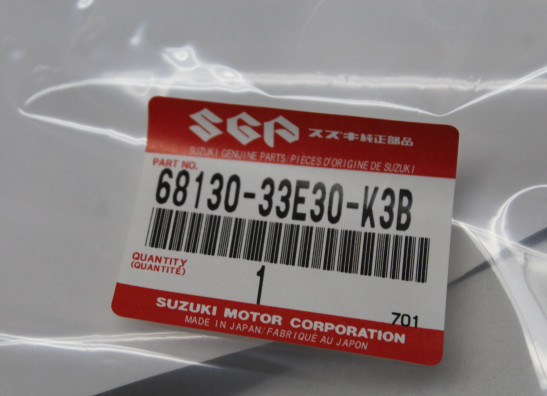 SGP スズキ純正部品
SUZUKI GENUINE PARTS/PIÈCES D'ORIGINE DE SUZUKI
PART NO.
68130-33E30-K3B
QUANTITY
(QUANTITÉ)
1
701
SUZUKI MOTOR CORPORATION
MADE IN JAPAN/FABRIQUÉ AU JAPON